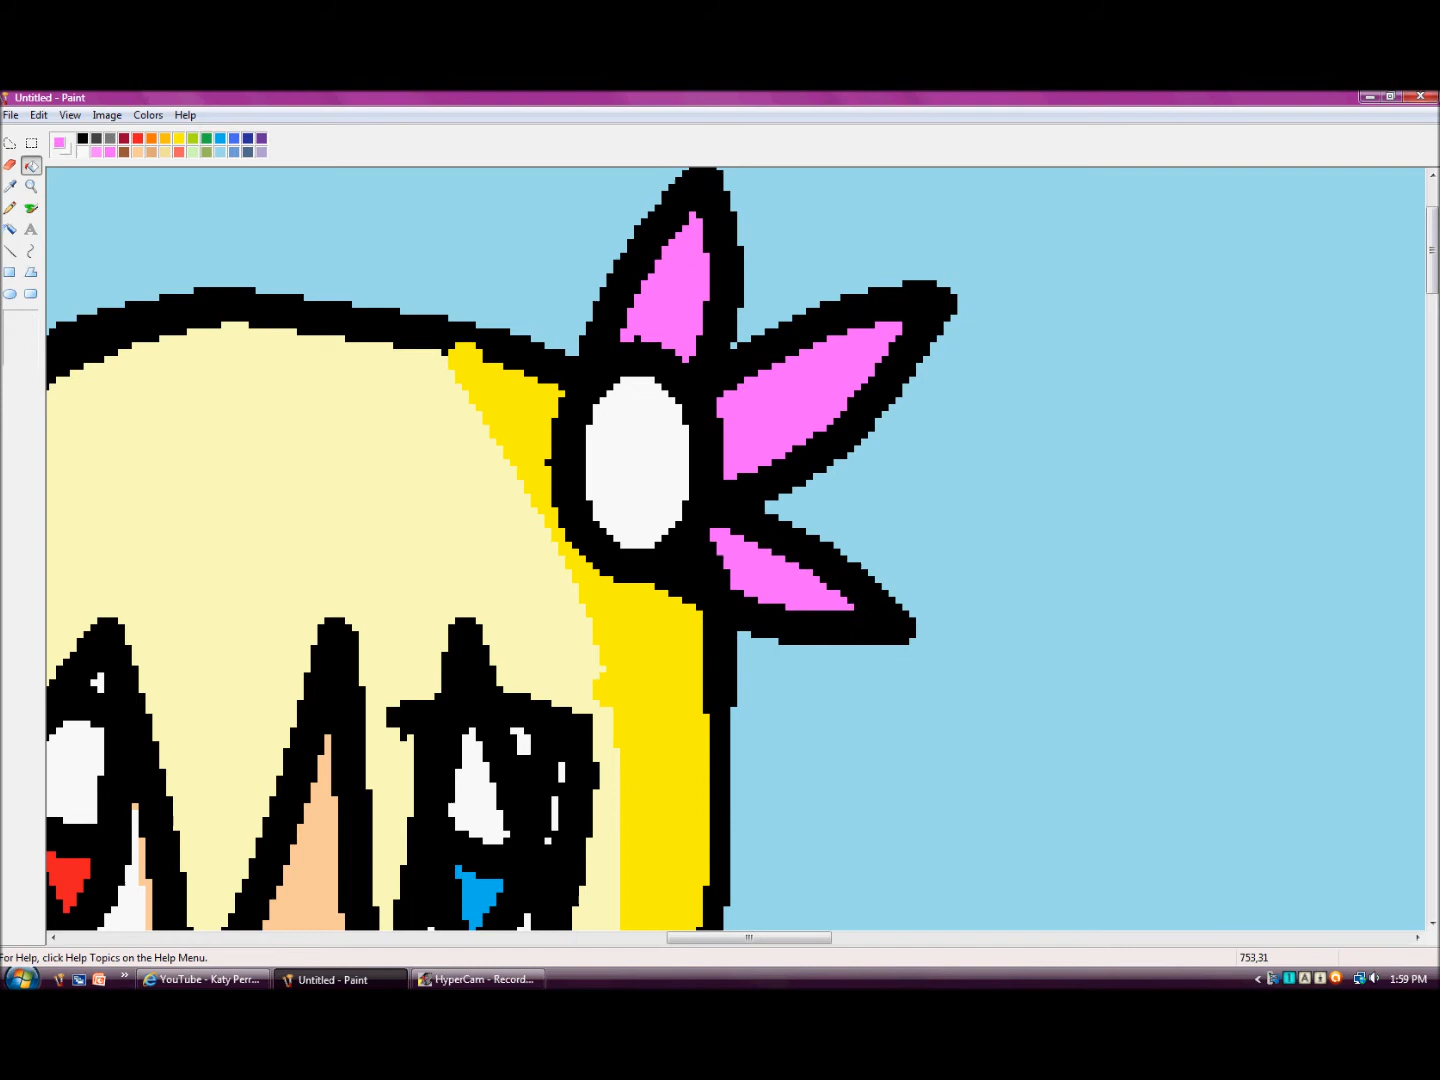 Untitled - Paint
File Edit View Image Colors Help
A
For Help, click Help Topics on the Help Menu.
753,31
YouTube - Katy Perr...
Untitled - Paint
HyperCam - Record...
1:59 PM